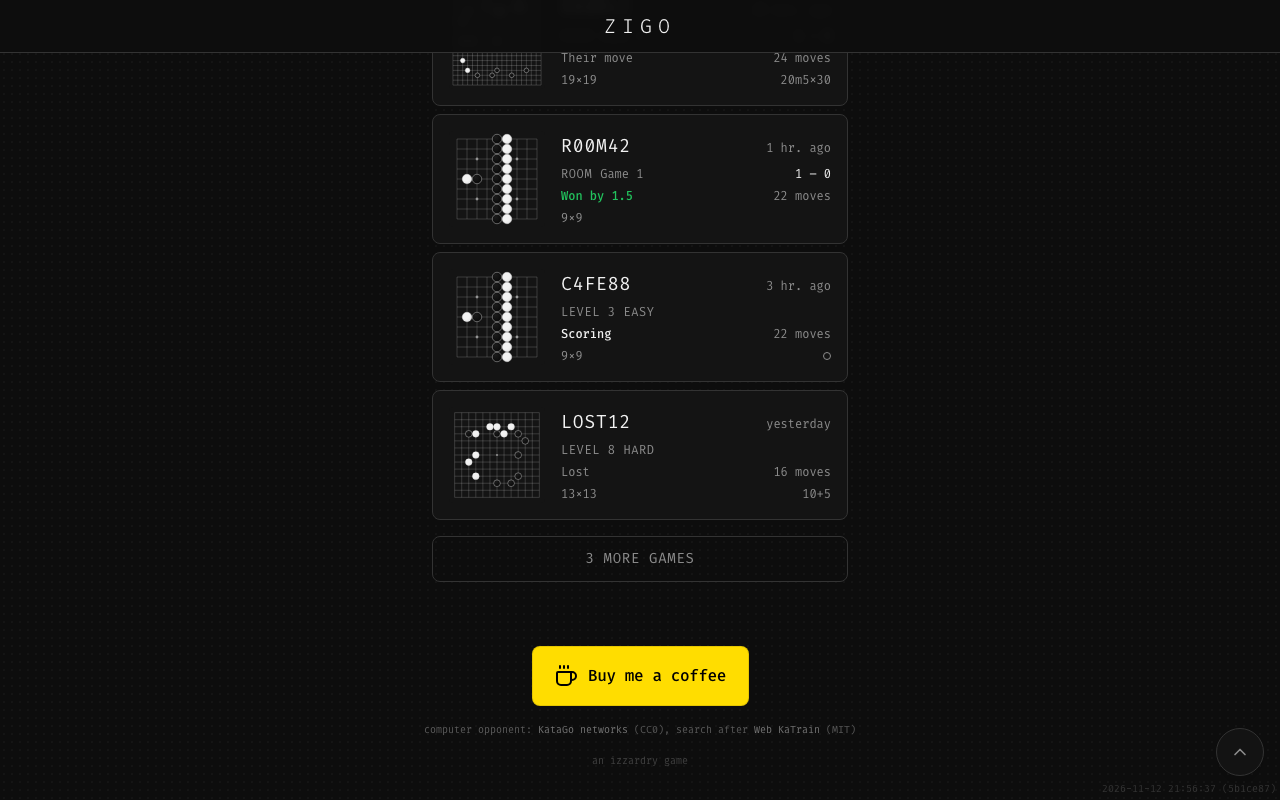 ZIGO
Their move 24 moves
19×19 20m5×30
R00M42 1 hr. ago
ROOM Game 1 1 – 0
Won by 1.5 22 moves
9×9
C4FE88 3 hr. ago
LEVEL 3 EASY
Scoring 22 moves
9×9
LOST12 yesterday
LEVEL 8 HARD
Lost 16 moves
13×13 10+5
3 MORE GAMES
Buy me a coffee
computer opponent: KataGo networks (CC0), search after Web KaTrain (MIT)
an izzardry game
2026-11-12 21:56:37 (5b1ce87)